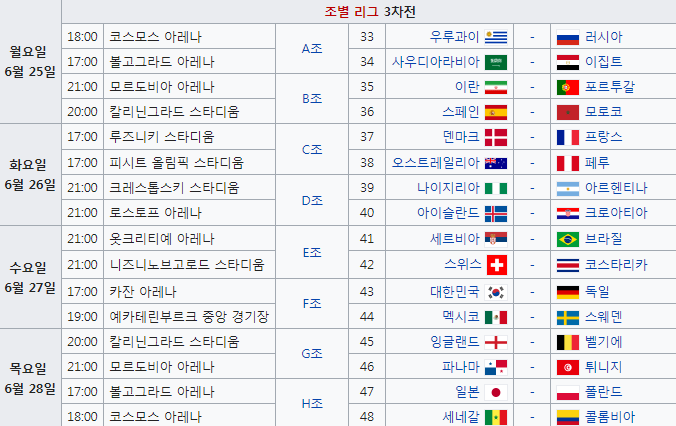 조별 리그 3차전
월요일
6월 25일
18:00 코스모스 아레나 A조 33 우루과이 - 러시아
17:00 볼고그라드 아레나 34 사우디아라비아 - 이집트
21:00 모르도비아 아레나 B조 35 이란 - 포르투갈
20:00 칼리닌그라드 스타디움 36 스페인 - 모로코
화요일
6월 26일
17:00 루즈니키 스타디움 C조 37 덴마크 - 프랑스
17:00 피시트 올림픽 스타디움 38 오스트레일리아 - 페루
21:00 크레스톱스키 스타디움 D조 39 나이지리아 - 아르헨티나
21:00 로스토프 아레나 40 아이슬란드 - 크로아티아
수요일
6월 27일
21:00 옷크리티예 아레나 E조 41 세르비아 - 브라질
21:00 니즈니노브고로드 스타디움 42 스위스 - 코스타리카
17:00 카잔 아레나 F조 43 대한민국 - 독일
19:00 예카테린부르크 중앙 경기장 44 멕시코 - 스웨덴
목요일
6월 28일
20:00 칼리닌그라드 스타디움 G조 45 잉글랜드 - 벨기에
21:00 모르도비아 아레나 46 파나마 - 튀니지
17:00 볼고그라드 아레나 H조 47 일본 - 폴란드
18:00 코스모스 아레나 48 세네갈 - 콜롬비아